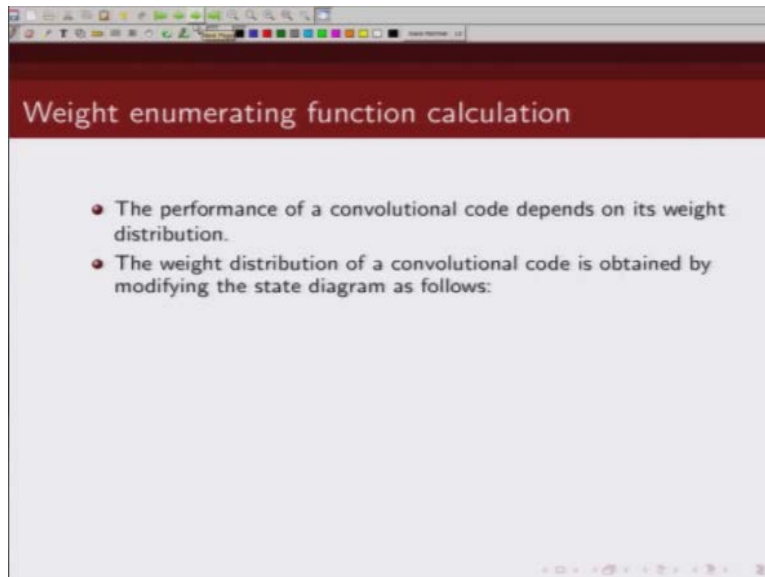 Weight enumerating function calculation
The performance of a convolutional code depends on its weight
distribution.
The weight distribution of a convolutional code is obtained by
modifying the state diagram as follows: